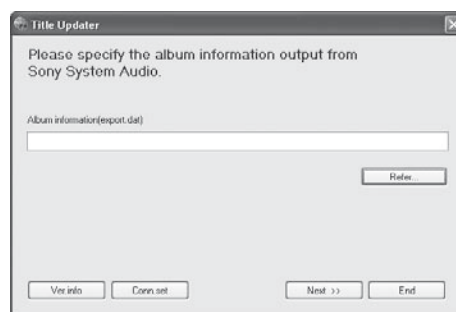 Title Updater
Please specify the album information output from
Sony System Audio.
Album information(export.dat)
Refer...
Ver.info Conn.set Next >> End